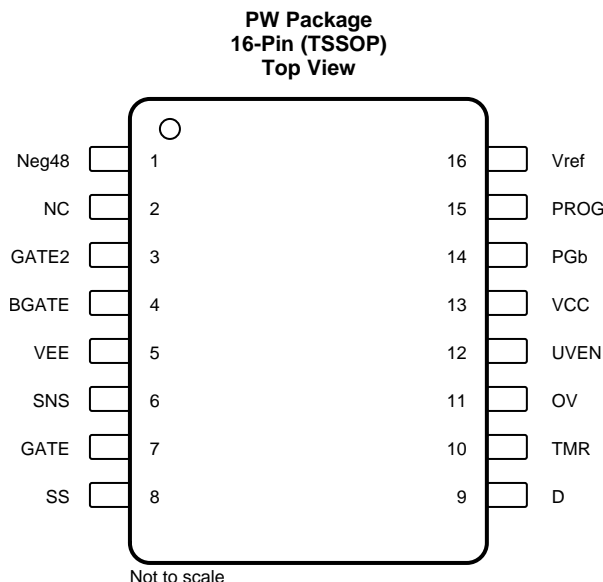 PW Package
16-Pin (TSSOP)
Top View
Neg48 1 16 Vref
NC 2 15 PROG
GATE2 3 14 PGb
BGATE 4 13 VCC
VEE 5 12 UVEN
SNS 6 11 OV
GATE 7 10 TMR
SS 8 9 D
Not to scale